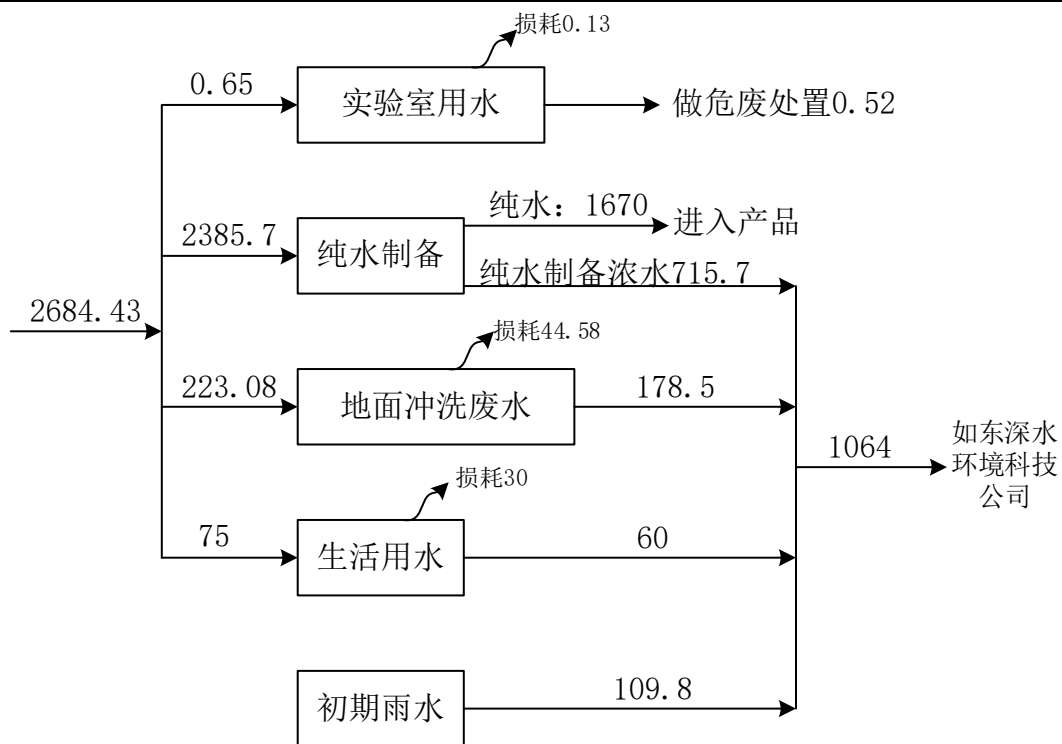 损耗0.13
0.65
实验室用水
做危废处置0.52
纯水：1670
进入产品
2385.7
纯水制备
纯水制备浓水715.7
2684.43
损耗44.58
223.08
地面冲洗废水
178.5
1064
如东深水
环境科技
公司
损耗30
75
生活用水
60
初期雨水
109.8